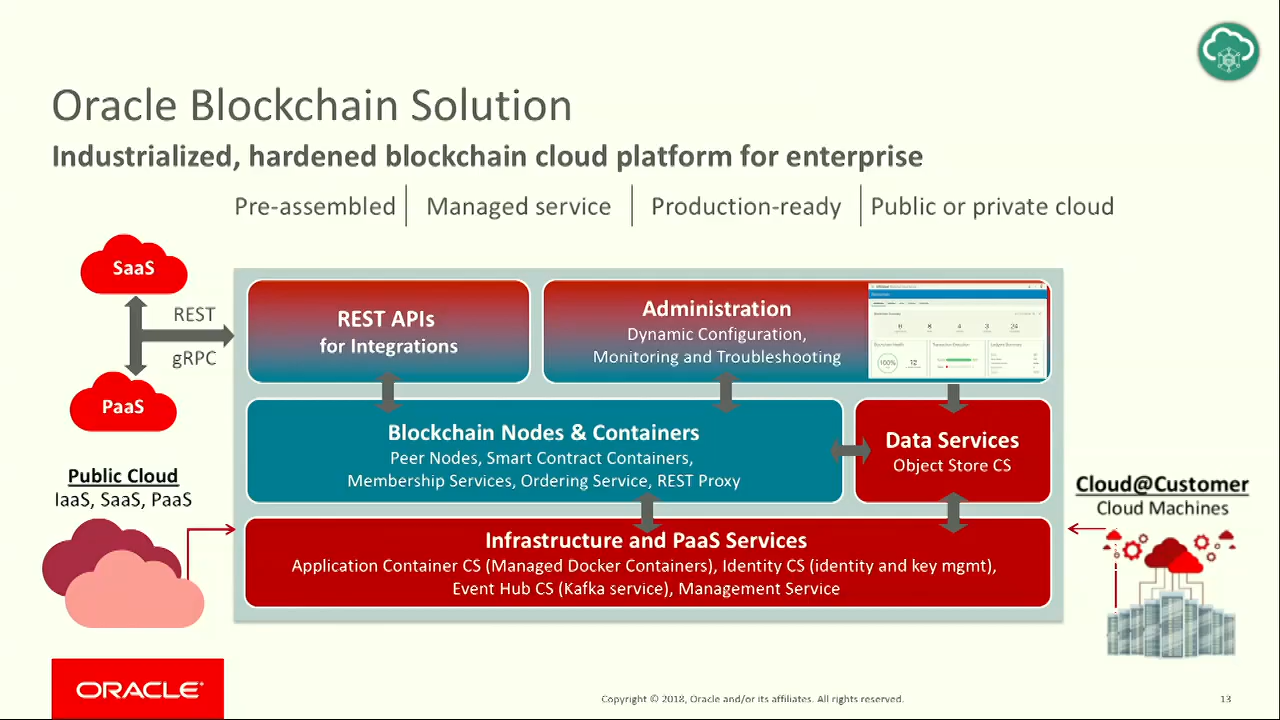 Oracle Blockchain Solution
Industrialized, hardened blockchain cloud platform for enterprise
Pre-assembled
Managed service
Production-ready
Public or private cloud
SaaS
REST
gRPC
PaaS
REST APIs
for Integrations
Administration
Dynamic Configuration,
Monitoring and Troubleshooting
Blockchain Nodes & Containers
Peer Nodes, Smart Contract Containers,
Membership Services, Ordering Service, REST Proxy
Data Services
Object Store CS
Public Cloud
IaaS, SaaS, PaaS
Cloud@Customer
Cloud Machines
Infrastructure and PaaS Services
Application Container CS (Managed Docker Containers), Identity CS (identity and key mgmt),
Event Hub CS (Kafka service), Management Service
ORACLE
Copyright © 2018, Oracle and/or its affiliates. All rights reserved.
13